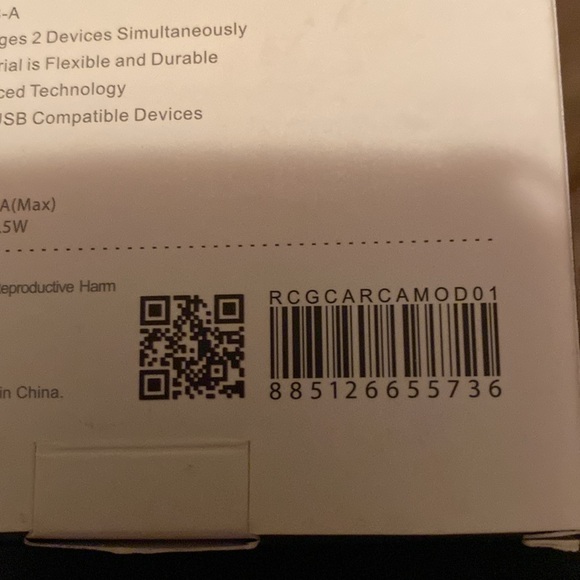 -A
ges 2 Devices Simultaneously
rial is Flexible and Durable
ced Technology
USB Compatible Devices
A(Max)
.5W
eproductive Harm
RCGCARCAMOD01
in China.
885126655736